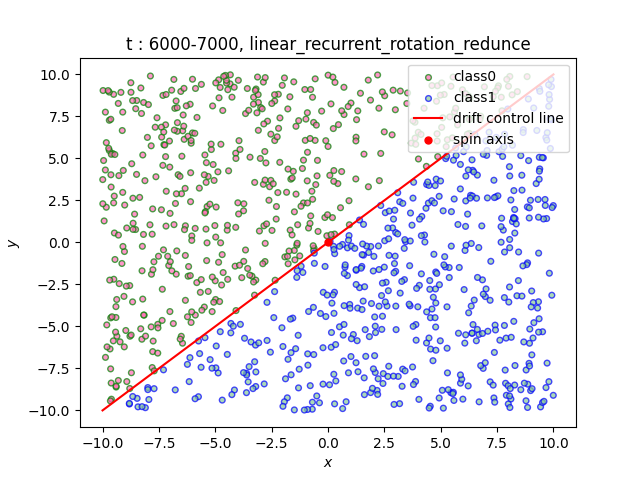 t : 6000-7000, linear_recurrent_rotation_redunce
class0
class1
drift control line
spin axis
10.0
7.5
5.0
2.5
0.0
−2.5
−5.0
−7.5
−10.0
y
−10.0 −7.5 −5.0 −2.5 0.0 2.5 5.0 7.5 10.0
x